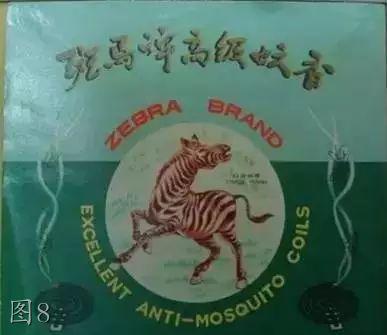 斑马牌高级蚊香
ZEBRA BRAND
EXCELLENT ANTI-MOSQUITO COILS
图8